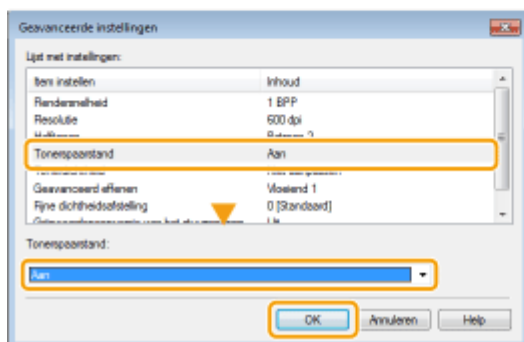 Geavanceerde instellingen
Lijst met instellingen:
Item instellen Inhoud
Rendersnelheid 1 BPP
Resolutie 600 dpi
Tonerspaarstand Aan
Geavanceerd effenen Vloeiend 1
Fijne dichtheidsafstelling 0 [Standaard]
Tonerspaarstand:
Aan
OK Annuleren Help